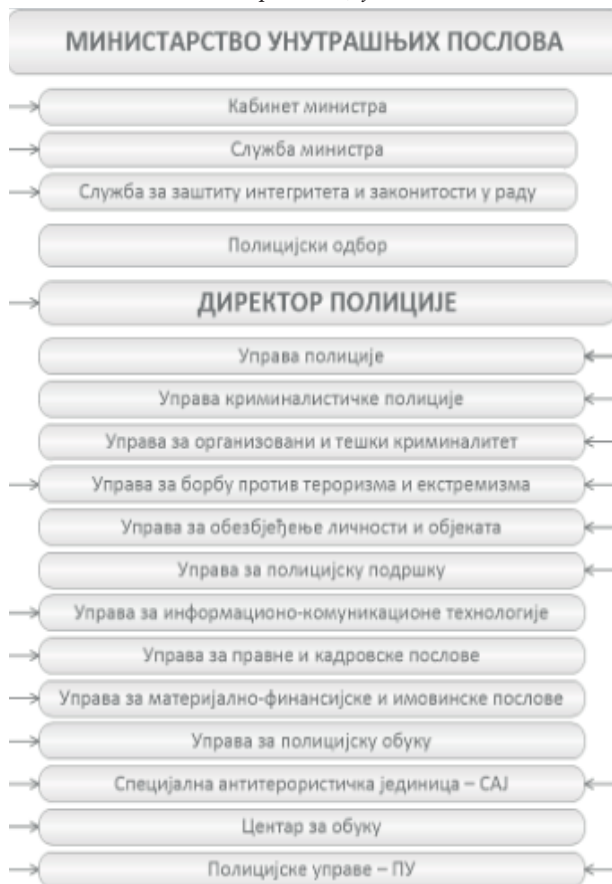 МИНИСТАРСТВО УНУТРАШЊИХ ПОСЛОВА
Кабинет министра
Служба министра
Служба за заштиту интегритета и законитости у раду
Полицијски одбор
ДИРЕКТОР ПОЛИЦИЈЕ
Управа полиције
Управа криминалистичке полиције
Управа за организовани и тешки криминалитет
Управа за борбу против тероризма и екстремизма
Управа за обезбјеђење личности и објеката
Управа за полицијску подршку
Управа за информационо-комуникационе технологије
Управа за правне и кадровске послове
Управа за материјално-финансијске и имовинске послове
Управа за полицијску обуку
Специјална антитерористичка јединица – САЈ
Центар за обуку
Полицијске управе – ПУ